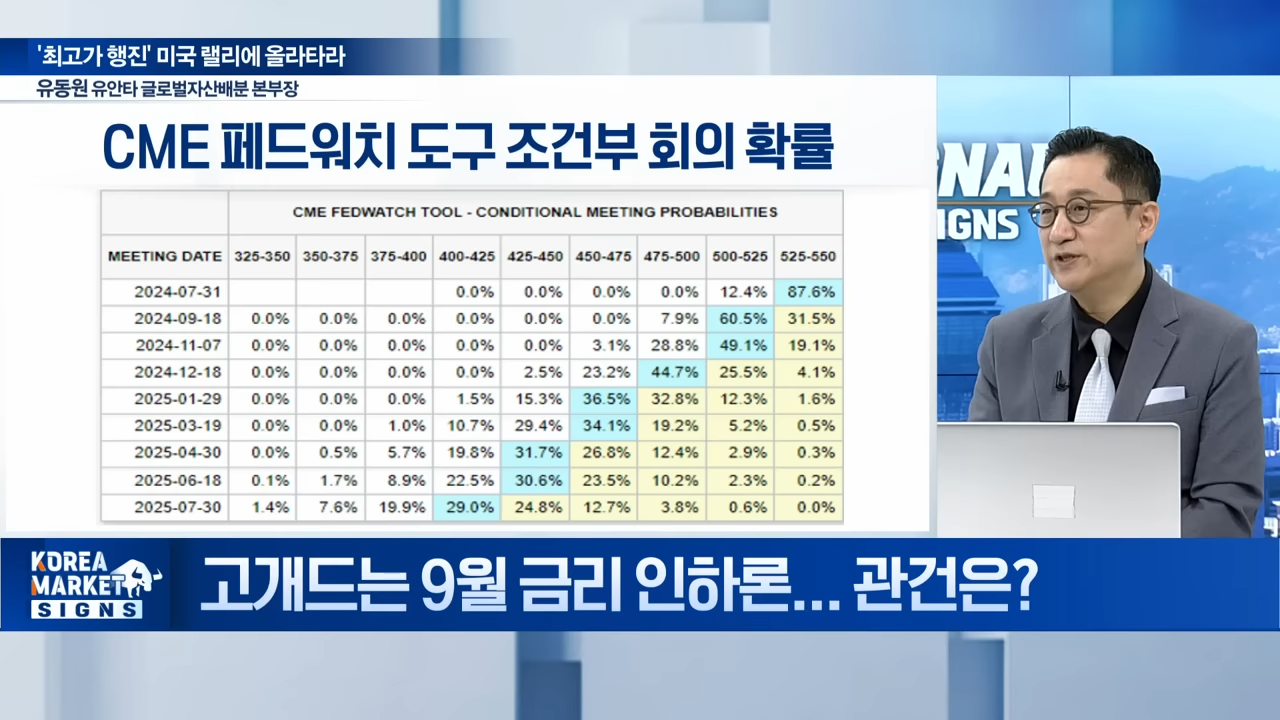 '최고가 행진' 미국 랠리에 올라타라
유동원 유안타 글로벌자산배분 본부장
CME 페드워치 도구 조건부 회의 확률
CME FEDWATCH TOOL - CONDITIONAL MEETING PROBABILITIES
MEETING DATE 325-350 350-375 375-400 400-425 425-450 450-475 475-500 500-525 525-550
2024-07-31 0.0% 0.0% 0.0% 0.0% 12.4% 87.6%
2024-09-18 0.0% 0.0% 0.0% 0.0% 0.0% 0.0% 7.9% 60.5% 31.5%
2024-11-07 0.0% 0.0% 0.0% 0.0% 0.0% 3.1% 28.8% 49.1% 19.1%
2024-12-18 0.0% 0.0% 0.0% 0.0% 2.5% 23.2% 44.7% 25.5% 4.1%
2025-01-29 0.0% 0.0% 0.0% 1.5% 15.3% 36.5% 32.8% 12.3% 1.6%
2025-03-19 0.0% 0.0% 1.0% 10.7% 29.4% 34.1% 19.2% 5.2% 0.5%
2025-04-30 0.0% 0.5% 5.7% 19.8% 31.7% 26.8% 12.4% 2.9% 0.3%
2025-06-18 0.1% 1.7% 8.9% 22.5% 30.6% 23.5% 10.2% 2.3% 0.2%
2025-07-30 1.4% 7.6% 19.9% 29.0% 24.8% 12.7% 3.8% 0.6% 0.0%
KOREA
MARKET
SIGNS
고개드는 9월 금리 인하론... 관건은?